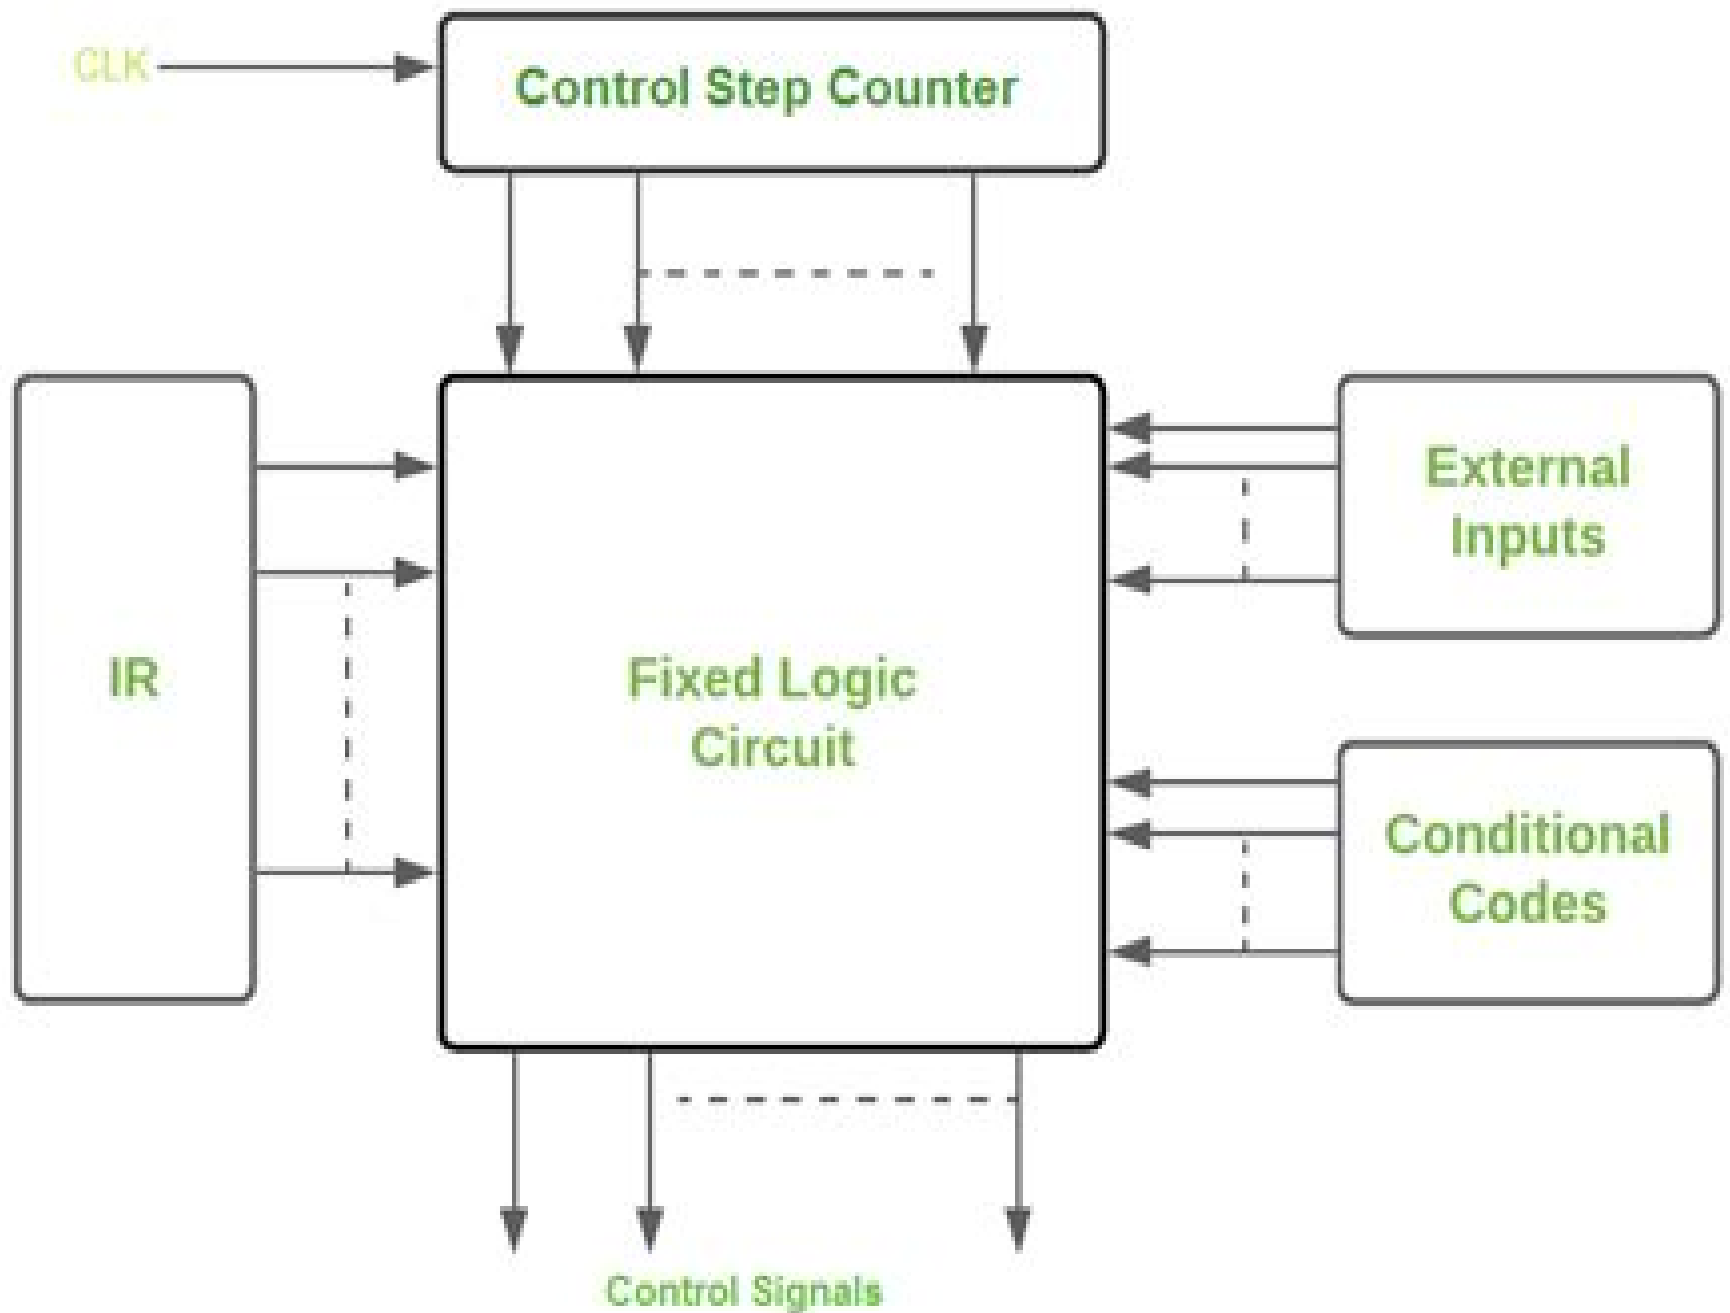 CLK
Control Step Counter
IR
Fixed Logic
Circuit
External
Inputs
Conditional
Codes
Control Signals